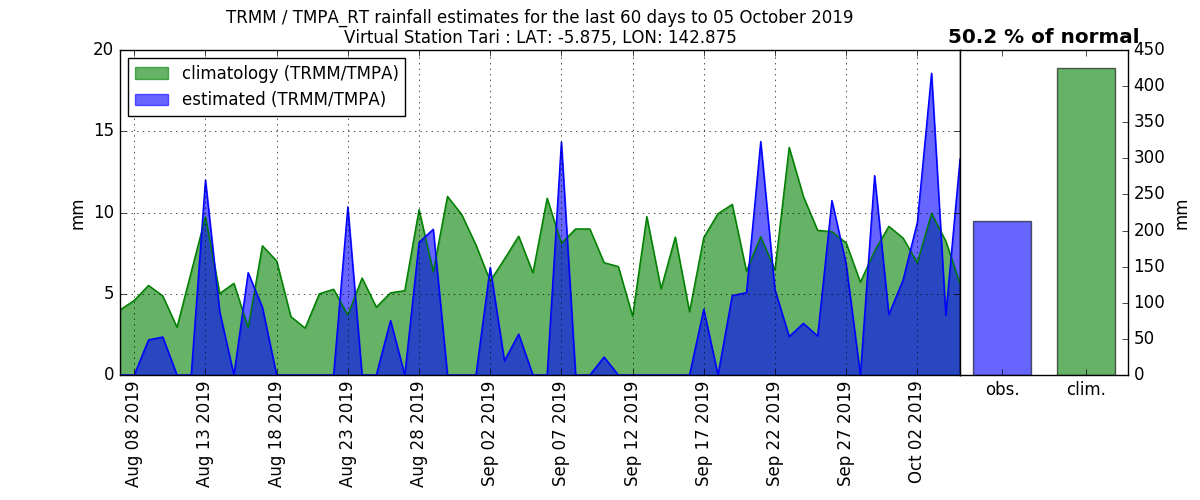 TRMM / TMPA_RT rainfall estimates for the last 60 days to 05 October 2019
Virtual Station Tari : LAT: -5.875, LON: 142.875
50.2 % of normal
climatology (TRMM/TMPA)
estimated (TRMM/TMPA)
20
15
10
5
0
mm
450
400
350
300
250
200
150
100
50
0
mm
obs.
clim.
Aug 08 2019
Aug 13 2019
Aug 18 2019
Aug 23 2019
Aug 28 2019
Sep 02 2019
Sep 07 2019
Sep 12 2019
Sep 17 2019
Sep 22 2019
Sep 27 2019
Oct 02 2019